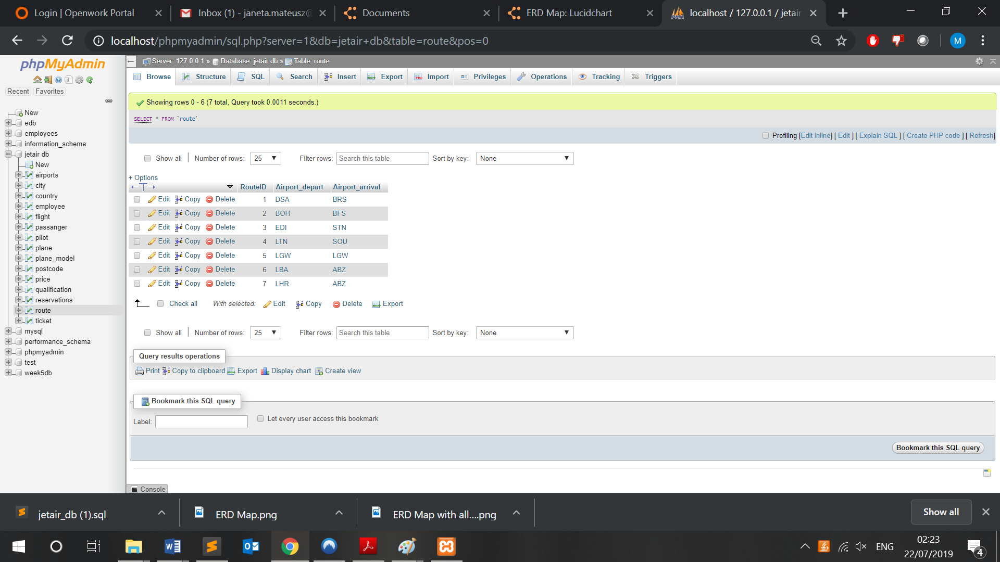 Login | Openwork Portal
Inbox (1) - janeta.mateusz@
Documents
ERD Map: Lucidchart
localhost / 127.0.0.1 / jetair
localhost/phpmyadmin/sql.php?server=1&db=jetair+db&table=route&pos=0
M
phpMyAdmin
Recent Favorites
New
edb
employees
information_schema
jetair db
New
airports
city
country
employee
flight
passanger
pilot
plane
plane_model
postcode
price
qualification
reservations
route
ticket
mysql
performance_schema
phpmyadmin
test
week5db
Server: 127.0.0.1 » Database: jetair db » Table: route
Browse Structure SQL Search Insert Export Import Privileges Operations Tracking Triggers
Showing rows 0 - 6 (7 total, Query took 0.0011 seconds.)
SELECT * FROM `route`
Profiling [Edit inline] [ Edit ] [ Explain SQL ] [ Create PHP code ] [ Refresh]
Show all | Number of rows: 25 Filter rows: Search this table Sort by key: None
+ Options
RouteID Airport_depart Airport_arrival
Edit Copy Delete 1 DSA BRS
Edit Copy Delete 2 BOH BFS
Edit Copy Delete 3 EDI STN
Edit Copy Delete 4 LTN SOU
Edit Copy Delete 5 LGW LGW
Edit Copy Delete 6 LBA ABZ
Edit Copy Delete 7 LHR ABZ
Check all With selected: Edit Copy Delete Export
Show all | Number of rows: 25 Filter rows: Search this table Sort by key: None
Query results operations
Print Copy to clipboard Export Display chart Create view
Bookmark this SQL query
Label: Let every user access this bookmark
Bookmark this SQL query
Console
jetair_db (1).sql
ERD Map.png
ERD Map with all....png
Show all
ENG
02:23
22/07/2019
4